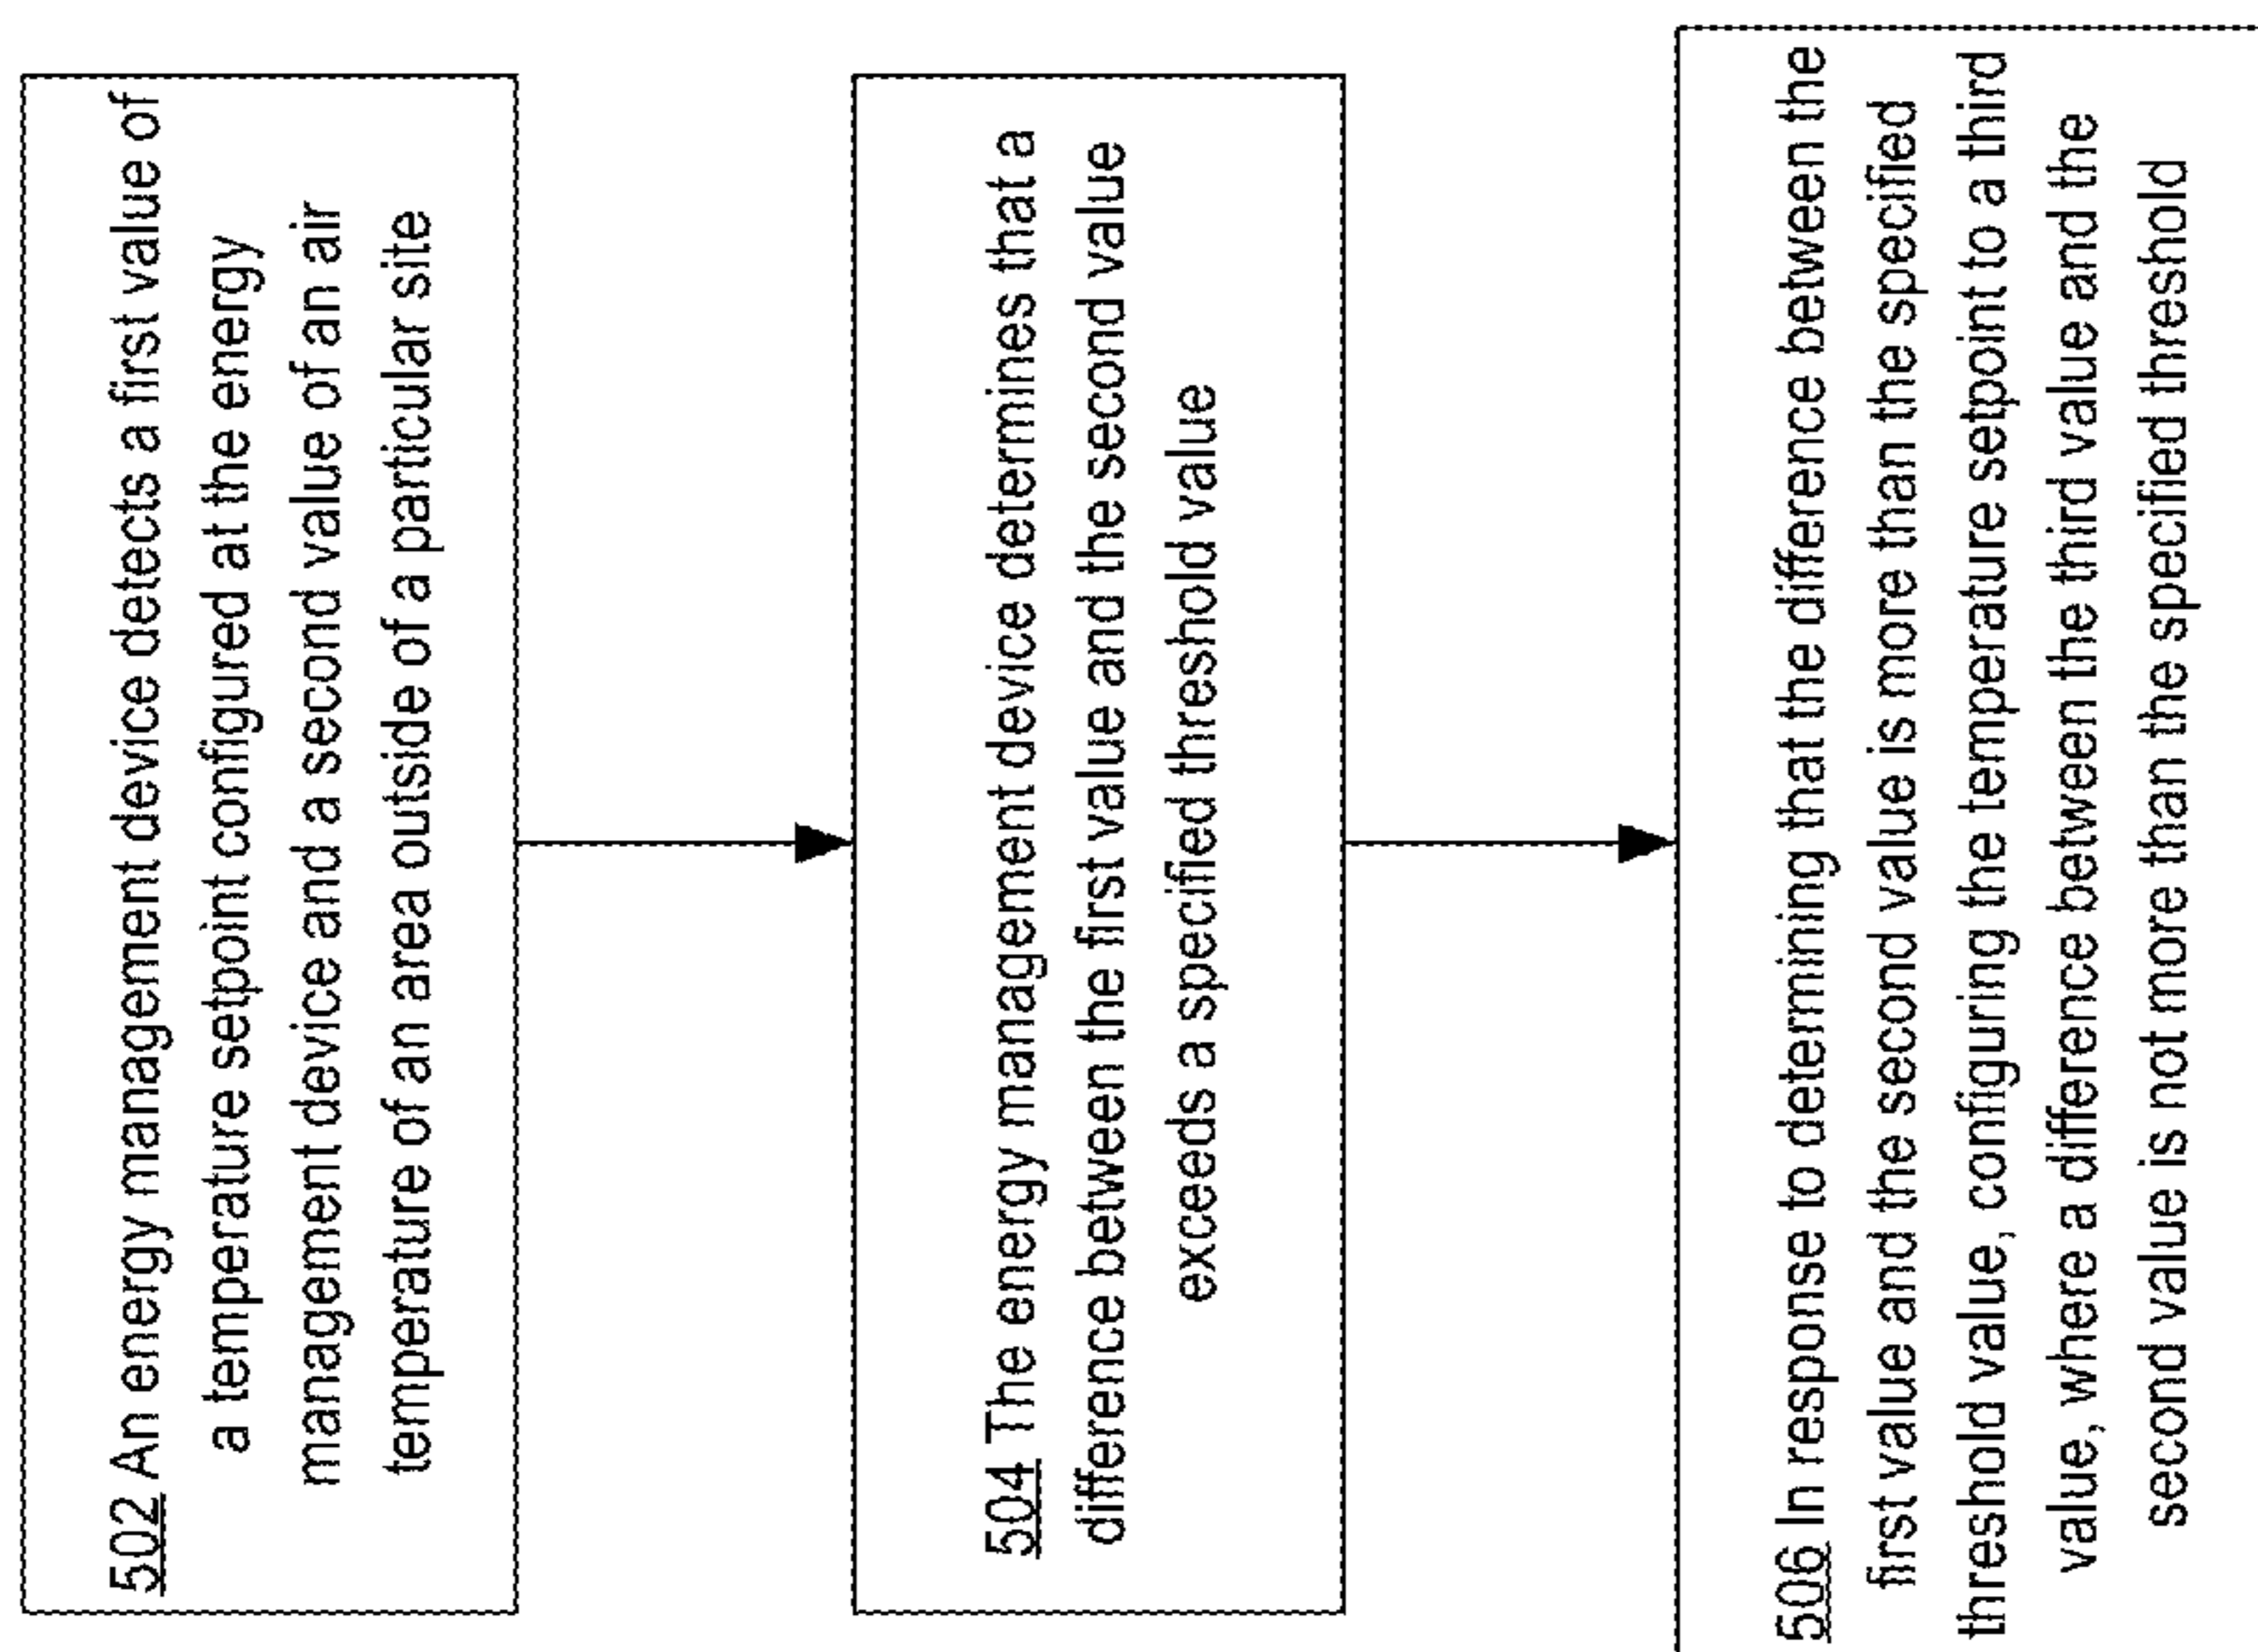 502 An energy management device detects a first value of
a temperature setpoint configured at the energy
management device and a second value of an air
temperature of an area outside of a particular site
504 The energy management device determines that a
difference between the first value and the second value
exceeds a specified threshold value
506 In response to determining that the difference between the
first value and the second value is more than the specified
threshold value, configuring the temperature setpoint to a third
value, where a difference between the third value and the
second value is not more than the specified threshold